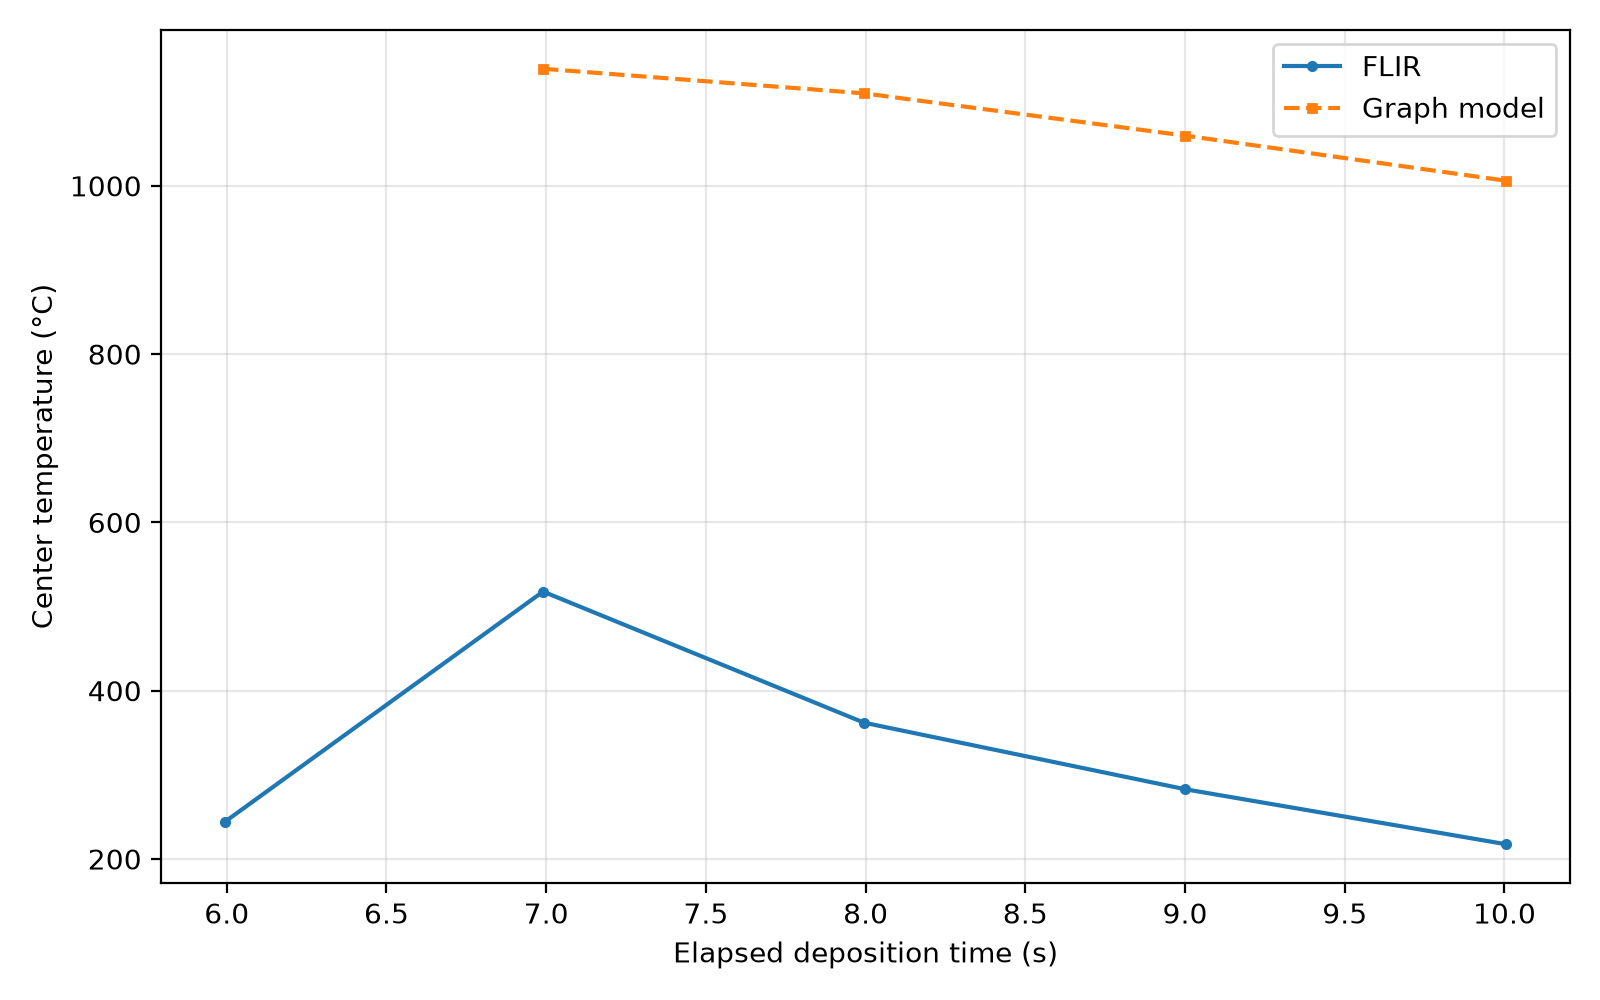 FLIR
Graph model
1000
800
600
400
200
Center temperature (°C)
6.0 6.5 7.0 7.5 8.0 8.5 9.0 9.5 10.0
Elapsed deposition time (s)